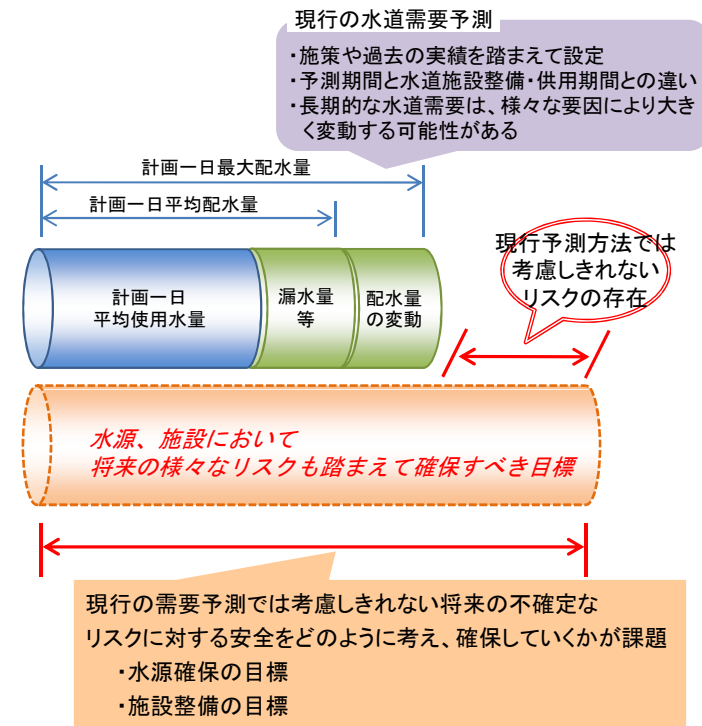 現行の水道需要予測
・施策や過去の実績を踏まえて設定
・予測期間と水道施設整備・供用期間との違い
・長期的な水道需要は、様々な要因により大き
く変動する可能性がある
計画一日最大配水量
計画一日平均配水量
現行予測方法では
考慮しきれない
リスクの存在
計画一日
平均使用水量
漏水量
等
配水量
の変動
水源、施設において
将来の様々なリスクも踏まえて確保すべき目標
現行の需要予測では考慮しきれない将来の不確定な
リスクに対する安全をどのように考え、確保していくかが課題
・水源確保の目標
・施設整備の目標